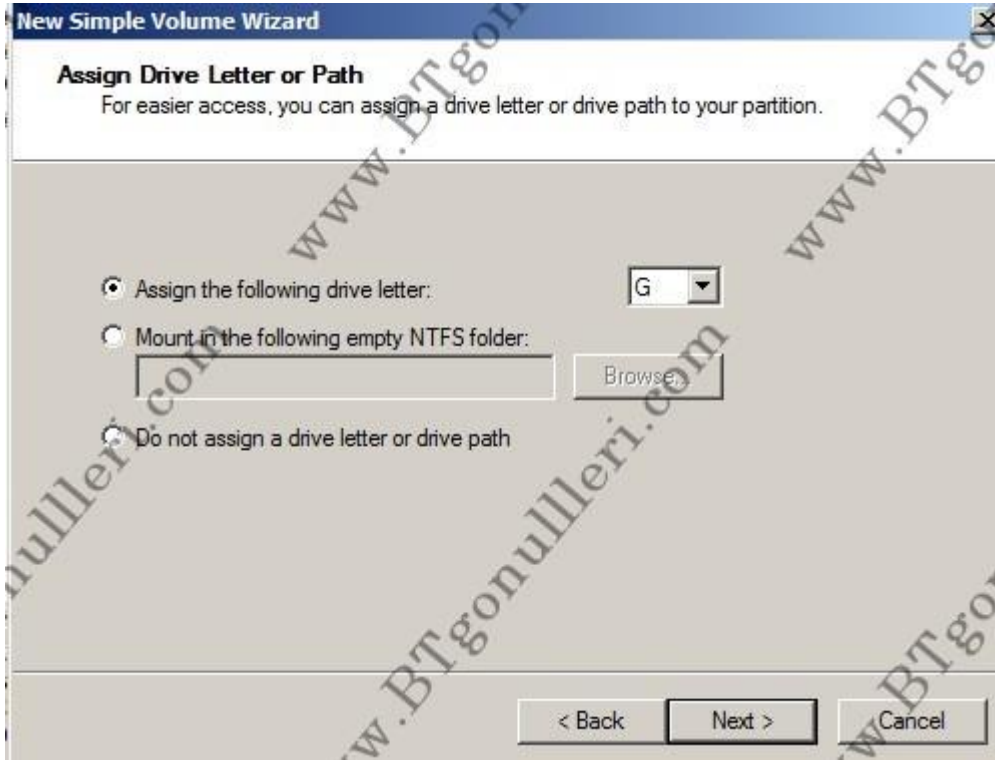 New Simple Volume Wizard
Assign Drive Letter or Path
For easier access, you can assign a drive letter or drive path to your partition.
Assign the following drive letter:
G
Mount in the following empty NTFS folder:
Browse...
Do not assign a drive letter or drive path
< Back
Next >
Cancel
www.BTgonullleri.com